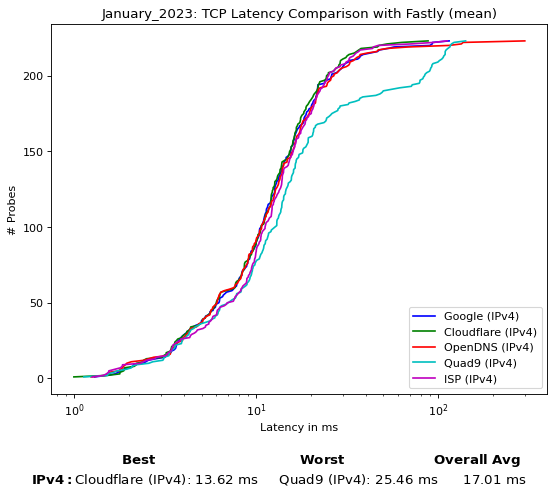 January_2023: TCP Latency Comparison with Fastly (mean)
# Probes
200
150
100
50
0
10⁰
10¹
10²
Latency in ms
Google (IPv4)
Cloudflare (IPv4)
OpenDNS (IPv4)
Quad9 (IPv4)
ISP (IPv4)
Best Worst Overall Avg
IPv4: Cloudflare (IPv4): 13.62 ms Quad9 (IPv4): 25.46 ms 17.01 ms